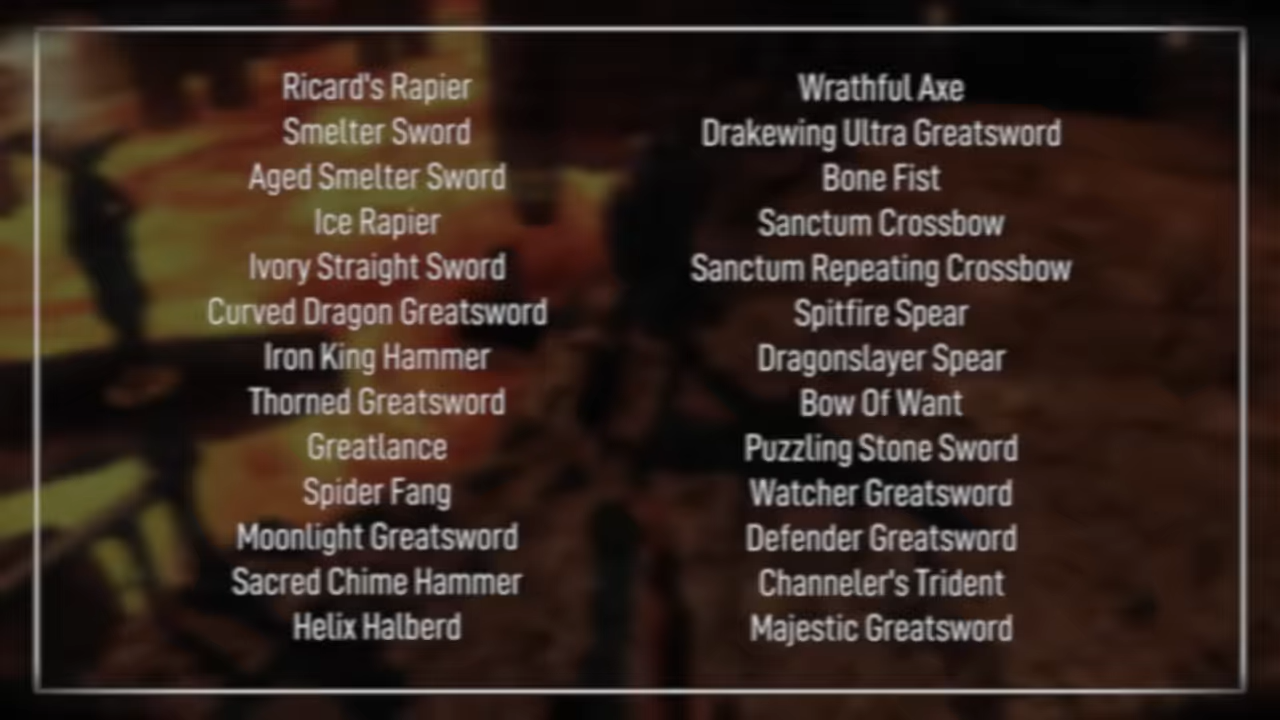 Ricard's Rapier
Smelter Sword
Aged Smelter Sword
Ice Rapier
Ivory Straight Sword
Curved Dragon Greatsword
Iron King Hammer
Thorned Greatsword
Greatlance
Spider Fang
Moonlight Greatsword
Sacred Chime Hammer
Helix Halberd
Wrathful Axe
Drakewing Ultra Greatsword
Bone Fist
Sanctum Crossbow
Sanctum Repeating Crossbow
Spitfire Spear
Dragonslayer Spear
Bow Of Want
Puzzling Stone Sword
Watcher Greatsword
Defender Greatsword
Channeler's Trident
Majestic Greatsword